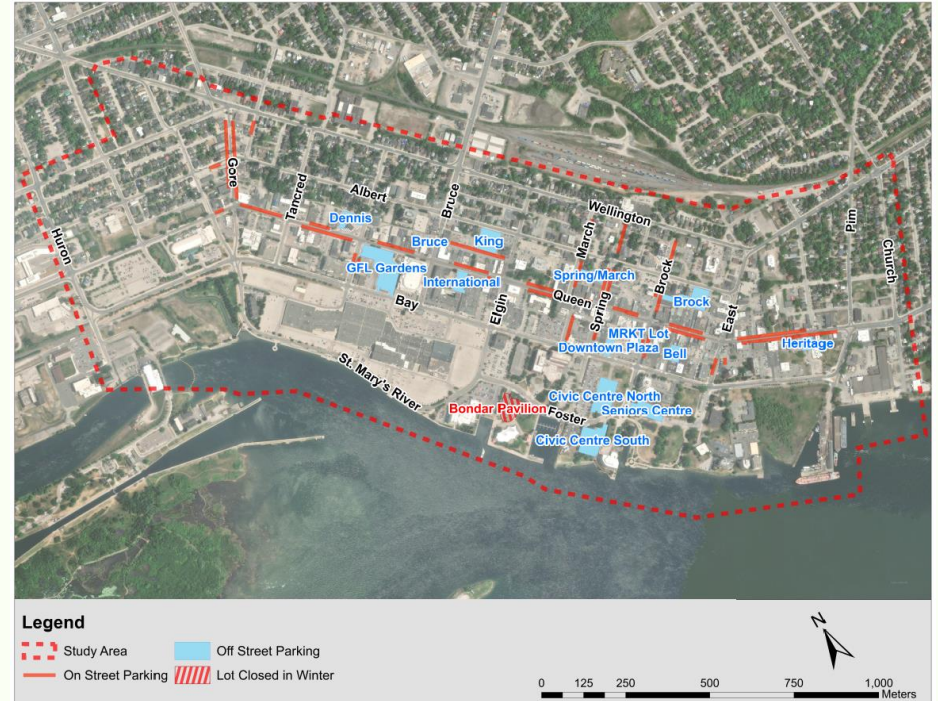 Gore
Tancred
Albert
Bruce
Wellington
March
Brock
Pim
Church
Huron
Dennis
Bruce
King
GFL Gardens
International
Spring/March
Queen
Brock
Bay
Elgin
Spring
East
MRKT Lot
Downtown Plaza
Bell
Heritage
St. Mary's River
Bondar Pavilion
Foster
Civic Centre North
Seniors Centre
Civic Centre South
Legend
Study Area
Off Street Parking
On Street Parking
Lot Closed in Winter
N
0 125 250 500 750 1,000
Meters